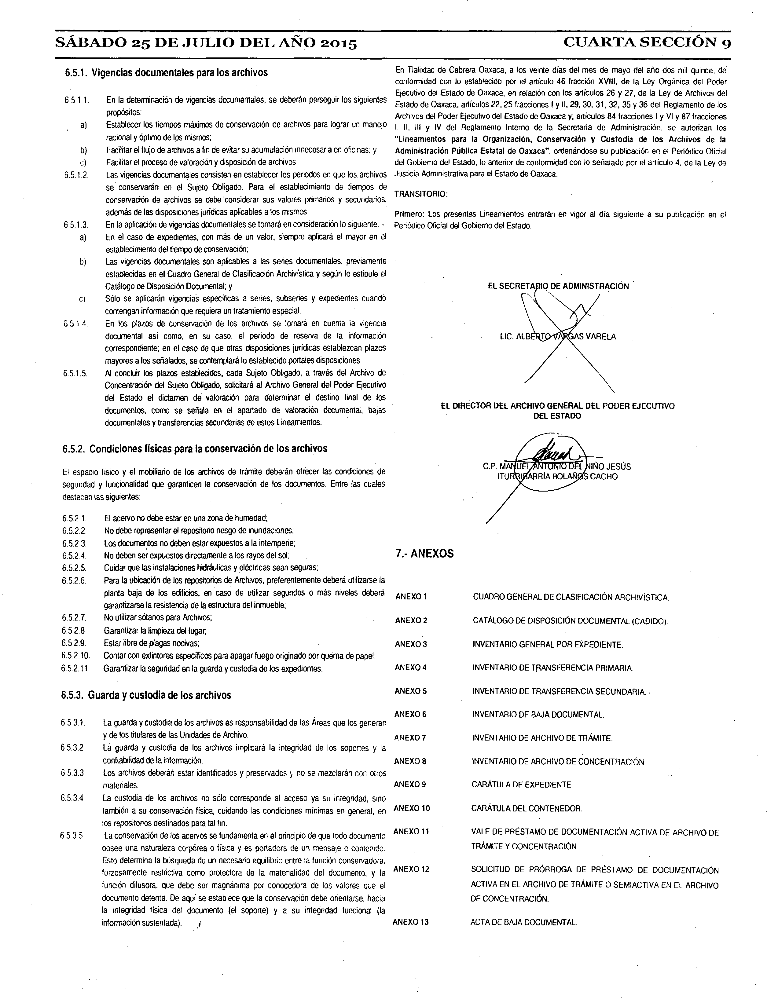 SÁBADO 25 DE JULIO DEL AÑO 2015
CUARTA SECCIÓN 9
6.5.1. Vigencias documentales para los archivos
6.5.1.1. En la determinación de vigencias documentales, se deberán perseguir los siguientes
propósitos:
a) Establecer los tiempos máximos de conservación de archivos para lograr un manejo
racional y óptimo de los mismos;
b) Facilitar el flujo de archivos a fin de evitar su acumulación innecesaria en oficinas; y
c) Facilitar el proceso de valoración y disposición de archivos.
6.5.1.2. Las vigencias documentales consisten en establecer los periodos en que los archivos
se conservarán en el Sujeto Obligado. Para el establecimiento de tiempos de
conservación de archivos se debe considerar sus valores primarios y secundarios,
además de las disposiciones jurídicas aplicables a los mismos.
6.5.1.3. En la aplicación de vigencias documentales se tomará en consideración lo siguiente:
a) En el caso de expedientes, con más de un valor, siempre aplicará el mayor en el
establecimiento del tiempo de conservación;
b) Las vigencias documentales son aplicables a las series documentales, previamente
establecidas en el Cuadro General de Clasificación Archivística y según lo estipule el
Catálogo de Disposición Documental; y
c) Sólo se aplicarán vigencias específicas a series, subseries y expedientes cuando
contengan información que requiera un tratamiento especial.
6.5.1.4. En los plazos de conservación de los archivos se tomará en cuenta la vigencia
documental así como, en su caso, el periodo de reserva de la información
correspondiente; en el caso de que otras disposiciones jurídicas establezcan plazos
mayores a los señalados, se contemplará lo establecido portales disposiciones.
6.5.1.5. Al concluir los plazos establecidos, cada Sujeto Obligado, a través del Archivo de
Concentración del Sujeto Obligado, solicitará al Archivo General del Poder Ejecutivo
del Estado el dictamen de valoración para determinar el destino final de los
documentos, como se señala en el apartado de valoración documental, bajas
documentales y transferencias secundarias de estos Lineamientos.
6.5.2. Condiciones físicas para la conservación de los archivos
El espacio físico y el mobiliario de los archivos de trámite deberán ofrecer las condiciones de
seguridad y funcionalidad que garanticen la conservación de los documentos. Entre las cuales
destacan las siguientes:
6.5.2.1. El acervo no debe estar en una zona de humedad;
6.5.2.2. No debe representar el repositorio riesgo de inundaciones;
6.5.2.3. Los documentos no deben estar expuestos a la intemperie;
6.5.2.4. No deben ser expuestos directamente a los rayos del sol;
6.5.2.5. Cuidar que las instalaciones hidráulicas y eléctricas sean seguras;
6.5.2.6. Para la ubicación de los repositorios de Archivos, preferentemente deberá utilizarse la
planta baja de los edificios, en caso de utilizar segundos o más niveles deberá
garantizarse la resistencia de la estructura del inmueble;
6.5.2.7. No utilizar sótanos para Archivos;
6.5.2.8. Garantizar la limpieza del lugar;
6.5.2.9. Estar libre de plagas nocivas;
6.5.2.10. Contar con extintores específicos para apagar fuego originado por quema de papel;
6.5.2.11. Garantizar la seguridad en la guarda y custodia de los expedientes.
6.5.3. Guarda y custodia de los archivos
6.5.3.1. La guarda y custodia de los archivos es responsabilidad de las Áreas que los generan
y de los titulares de las Unidades de Archivo.
6.5.3.2. La guarda y custodia de los archivos implicará la integridad de los soportes y la
confiabilidad de la información.
6.5.3.3 Los archivos deberán estar identificados y preservados y no se mezclarán con otros
materiales.
6.5.3.4. La custodia de los archivos no sólo corresponde al acceso ya su integridad, sino
también a su conservación física, cuidando las condiciones mínimas en general, en
los repositorios destinados para tal fin.
6.5.3.5. La conservación de los acervos se fundamenta en el principio de que todo documento
posee una naturaleza corpórea o física y es portadora de un mensaje o contenido.
Esto determina la búsqueda de un necesario equilibrio entre la función conservadora,
forzosamente restrictiva como protectora de la materialidad del documento, y la
función difusora, que debe ser magnánima por conocedora de los valores que el
documento detenta. De aquí se establece que la conservación debe orientarse, hacia
la integridad física del documento (el soporte) y a su integridad funcional (la
información sustentada).
En Tlalixtac de Cabrera Oaxaca, a los veinte días del mes de mayo del año dos mil quince, de
conformidad con lo establecido por el artículo 46 fracción XVIII, de la Ley Orgánica del Poder
Ejecutivo del Estado de Oaxaca, en relación con los artículos 26 y 27, de la Ley de Archivos del
Estado de Oaxaca, artículos 22, 25 fracciones I y II, 29, 30, 31, 32, 35 y 36 del Reglamento de los
Archivos del Poder Ejecutivo del Estado de Oaxaca y; artículos 84 fracciones I y VI y 87 fracciones
I, II, III y IV del Reglamento Interno de la Secretaría de Administración, se autorizan los
"Lineamientos para la Organización, Conservación y Custodia de los Archivos de la
Administración Pública Estatal de Oaxaca", ordenándose su publicación en el Periódico Oficial
del Gobierno del Estado; lo anterior de conformidad con lo señalado por el artículo 4, de la Ley de
Justicia Administrativa para el Estado de Oaxaca.
TRANSITORIO:
Primero: Los presentes Lineamientos entrarán en vigor al día siguiente a su publicación en el
Periódico Oficial del Gobierno del Estado.
EL SECRETARIO DE ADMINISTRACIÓN
LIC. ALBERTO VARGAS VARELA
EL DIRECTOR DEL ARCHIVO GENERAL DEL PODER EJECUTIVO
DEL ESTADO
C.P. MANUEL ANTONIO DEL NIÑO JESÚS
ITURRIBARRÍA BOLAÑOS CACHO
7.- ANEXOS
ANEXO 1 CUADRO GENERAL DE CLASIFICACIÓN ARCHIVÍSTICA.
ANEXO 2 CATÁLOGO DE DISPOSICIÓN DOCUMENTAL (CADIDO).
ANEXO 3 INVENTARIO GENERAL POR EXPEDIENTE.
ANEXO 4 INVENTARIO DE TRANSFERENCIA PRIMARIA.
ANEXO 5 INVENTARIO DE TRANSFERENCIA SECUNDARIA.
ANEXO 6 INVENTARIO DE BAJA DOCUMENTAL.
ANEXO 7 INVENTARIO DE ARCHIVO DE TRÁMITE.
ANEXO 8 INVENTARIO DE ARCHIVO DE CONCENTRACIÓN.
ANEXO 9 CARÁTULA DE EXPEDIENTE.
ANEXO 10 CARÁTULA DEL CONTENEDOR.
ANEXO 11 VALE DE PRÉSTAMO DE DOCUMENTACIÓN ACTIVA DE ARCHIVO DE
TRÁMITE Y CONCENTRACIÓN.
ANEXO 12 SOLICITUD DE PRÓRROGA DE PRÉSTAMO DE DOCUMENTACIÓN
ACTIVA EN EL ARCHIVO DE TRÁMITE O SEMIACTIVA EN EL ARCHIVO
DE CONCENTRACIÓN.
ANEXO 13 ACTA DE BAJA DOCUMENTAL.